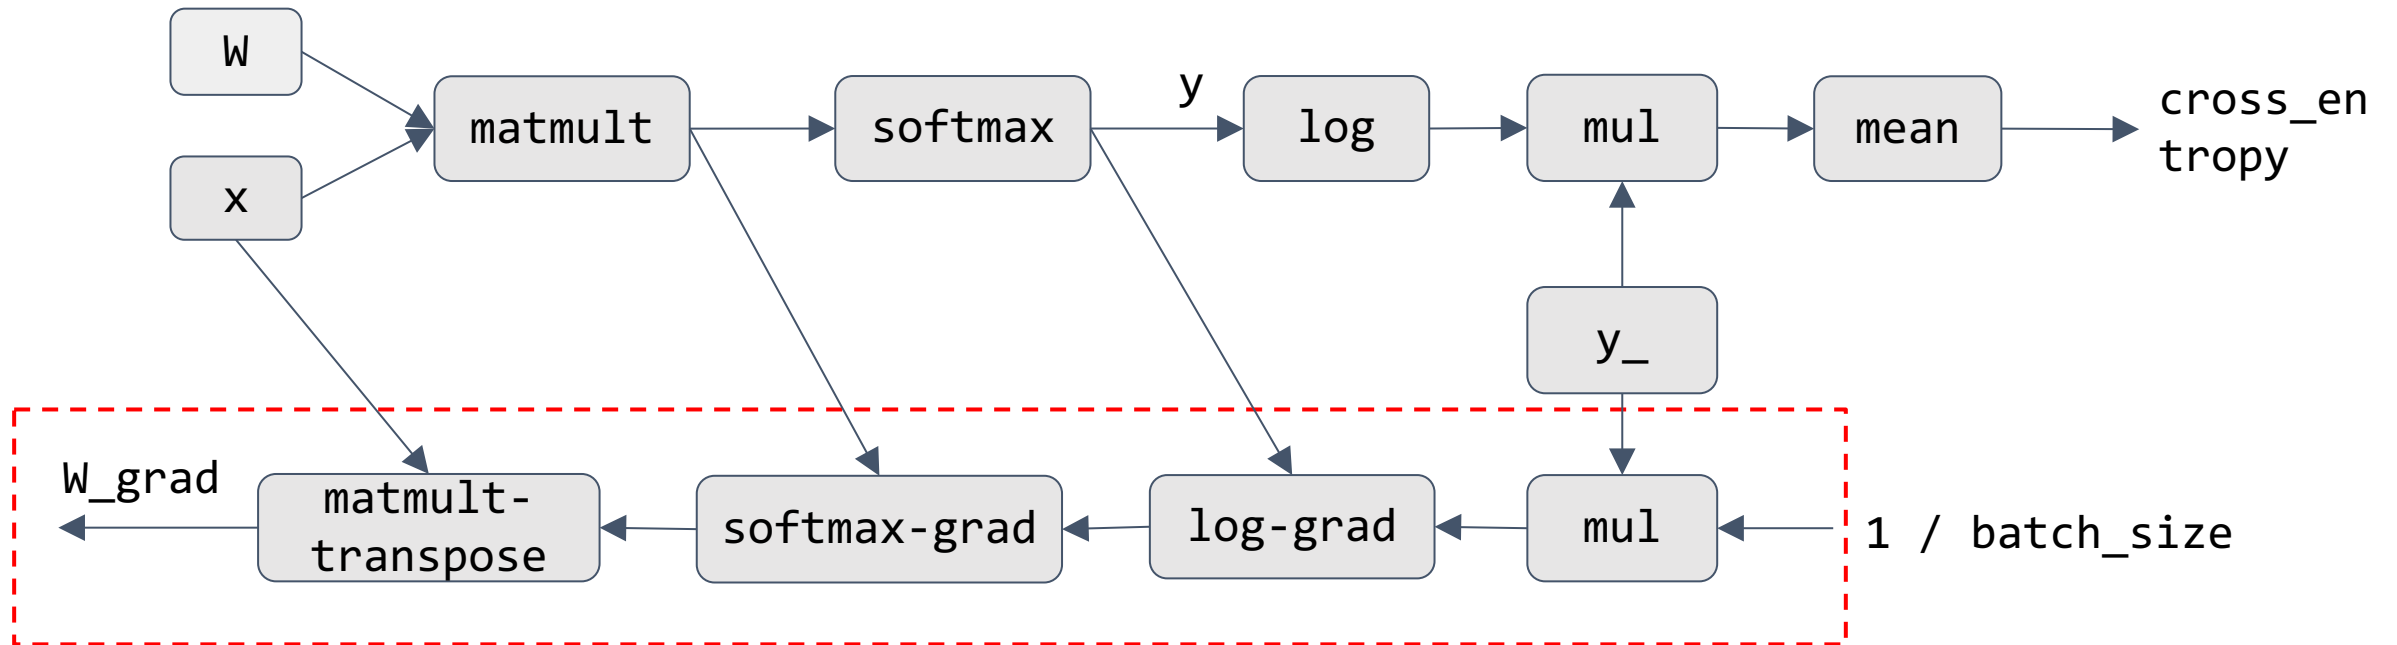 W
x
matmult
softmax
y
log
mul
mean
cross_en
tropy
y_
W_grad
matmult-
transpose
softmax-grad
log-grad
mul
1 / batch_size